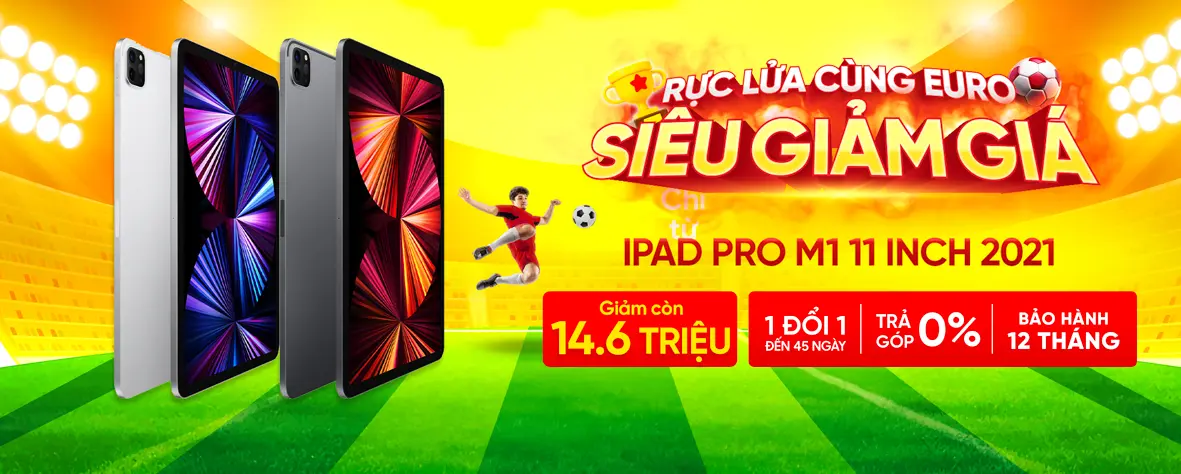 RỰC LỬA CÙNG EURO
SIÊU GIẢM GIÁ
Chỉ
từ
IPAD PRO M1 11 INCH 2021
Giảm còn
14.6 TRIỆU
1 ĐỔI 1
ĐẾN 45 NGÀY
TRẢ
GÓP 0%
BẢO HÀNH
12 THÁNG